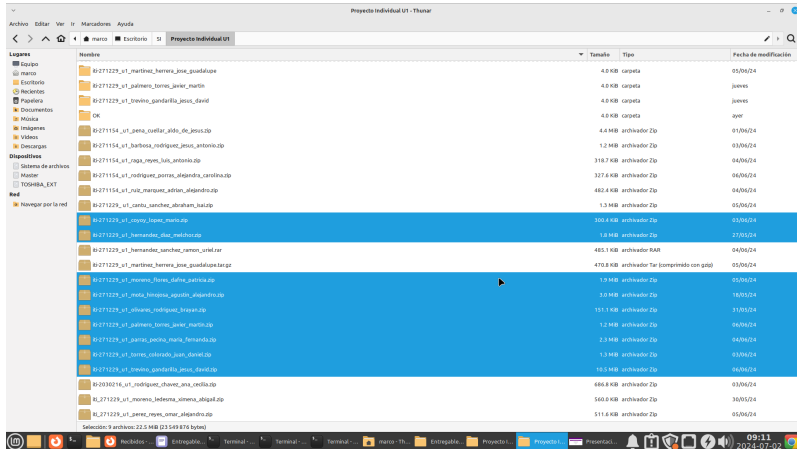 Proyecto Individual U1 - Thunar
Archivo Editar Ver Ir Marcadores Ayuda
marco Escritorio SI Proyecto Individual U1
Lugares
Equipo
marco
Escritorio
Recientes
Papelera
Documentos
Música
Imágenes
Vídeos
Descargas
Dispositivos
Sistema de archivos
Master
TOSHIBA_EXT
Red
Navegar por la red
Nombre Tamaño Tipo Fecha de modificación
iti-271229_u1_martinez_herrera_jose_guadalupe 4.0 KiB carpeta 05/06/24
iti-271229_u1_palmero_torres_javier_martin 4.0 KiB carpeta jueves
iti-271229_u1_trevino_gandarilla_jesus_david 4.0 KiB carpeta jueves
OK 4.0 KiB carpeta ayer
iti-271154_u1_pena_cuellar_aldo_de_jesus.zip 4.4 MiB archivador Zip 01/06/24
iti-271154_u1_barbosa_rodriguez_jesus_antonio.zip 1.2 MiB archivador Zip 03/06/24
iti-271154_u1_raga_reyes_luis_antonio.zip 318.7 KiB archivador Zip 04/06/24
iti-271154_u1_rodriguez_porras_alejandra_carolina.zip 327.6 KiB archivador Zip 06/06/24
iti-271154_u1_ruiz_marquez_adrian_alejandro.zip 482.4 KiB archivador Zip 04/06/24
iti-271229 _u1_cantu_sanchez_abraham_isai.zip 1.3 MiB archivador Zip 05/06/24
iti-271229_u1_coyoy_lopez_mario.zip 300.4 KiB archivador Zip 03/06/24
iti-271229_u1_hernandez_diaz_melchor.zip 1.8 MiB archivador Zip 27/05/24
iti-271229_u1_hernandez_sanchez_ramon_uriel.rar 485.1 KiB archivador RAR 04/06/24
iti-271229_u1_martinez_herrera_jose_guadalupe.tar.gz 470.8 KiB archivador Tar (comprimido con gzip) 05/06/24
iti-271229_u1_moreno_flores_dafne_patricia.zip 1.9 MiB archivador Zip 05/06/24
iti-271229_u1_mota_hinojosa_agustin_alejandro.zip 3.0 MiB archivador Zip 18/05/24
iti-271229_u1_olivares_rodriguez_brayan.zip 151.1 KiB archivador Zip 31/05/24
iti-271229_u1_palmero_torres_javier_martin.zip 1.2 MiB archivador Zip 06/06/24
iti-271229_u1_parras_pecina_maria_fernanda.zip 2.3 MiB archivador Zip 04/06/24
iti-271229_u1_torres_colorado_juan_daniel.zip 1.3 MiB archivador Zip 03/06/24
iti-271229_u1_trevino_gandarilla_jesus_david.zip 10.5 MiB archivador Zip 06/06/24
iti-2030216_u1_rodriguez_chavez_ana_cecilia.zip 686.8 KiB archivador Zip 03/06/24
iti_271229_u1_moreno_ledesma_ximena_abigail.zip 560.0 KiB archivador Zip 30/05/24
iti_271229_u1_perez_reyes_omar_alejandro.zip 511.6 KiB archivador Zip 05/06/24
Selección: 9 archivos: 22.5 MiB (23 549 876 bytes)
Recibidos - ... Entregable... Terminal - ... Terminal - ... Terminal - ... marco - Th... Entregable... Proyecto I... Proyecto I... Presentaci...
09:11
2024-07-02